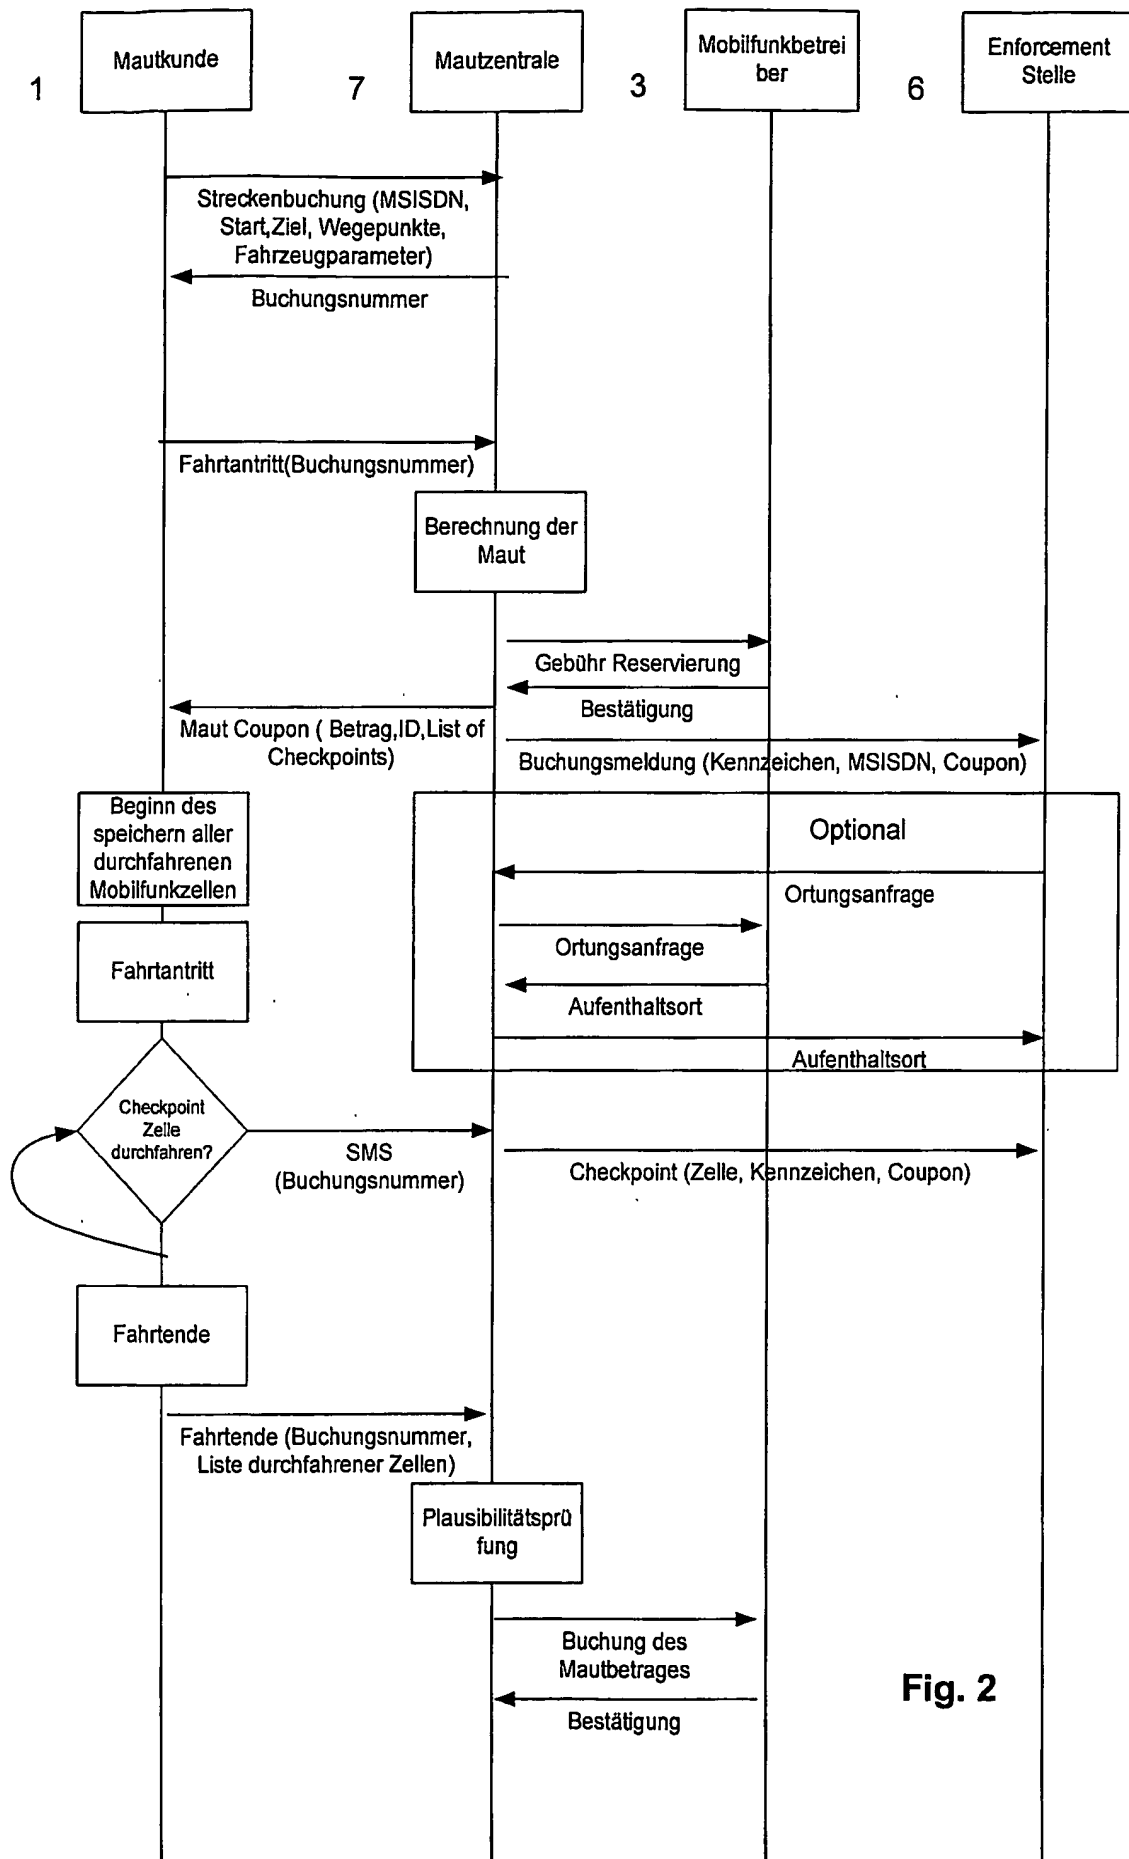 Mautkunde
Mautzentrale
Mobilfunkbetrei
ber
Enforcement
Stelle
1
7
3
6
Streckenbuchung (MSISDN,
Start,Ziel, Wegepunkte,
Fahrzeugparameter)
Buchungsnummer
Fahrtantritt(Buchungsnummer)
Berechnung der
Maut
Gebühr Reservierung
Bestätigung
Maut Coupon ( Betrag,ID,List of
Checkpoints)
Buchungsmeldung (Kennzeichen, MSISDN, Coupon)
Beginn des
speichern aller
durchfahrenen
Mobilfunkzellen
Optional
Ortungsanfrage
Ortungsanfrage
Fahrtantritt
Aufenthaltsort
Aufenthaltsort
Checkpoint
Zelle
durchfahren?
SMS
(Buchungsnummer)
Checkpoint (Zelle, Kennzeichen, Coupon)
Fahrtende
Fahrtende (Buchungsnummer,
Liste durchfahrener Zellen)
Plausibilitätsprü
fung
Buchung des
Mautbetrages
Bestätigung
Fig. 2